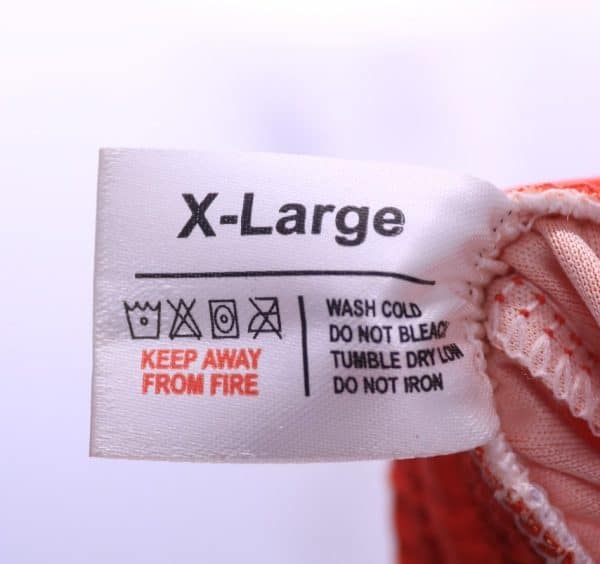 X-Large
KEEP AWAY
FROM FIRE
WASH COLD
DO NOT BLEACH
TUMBLE DRY LOW
DO NOT IRON